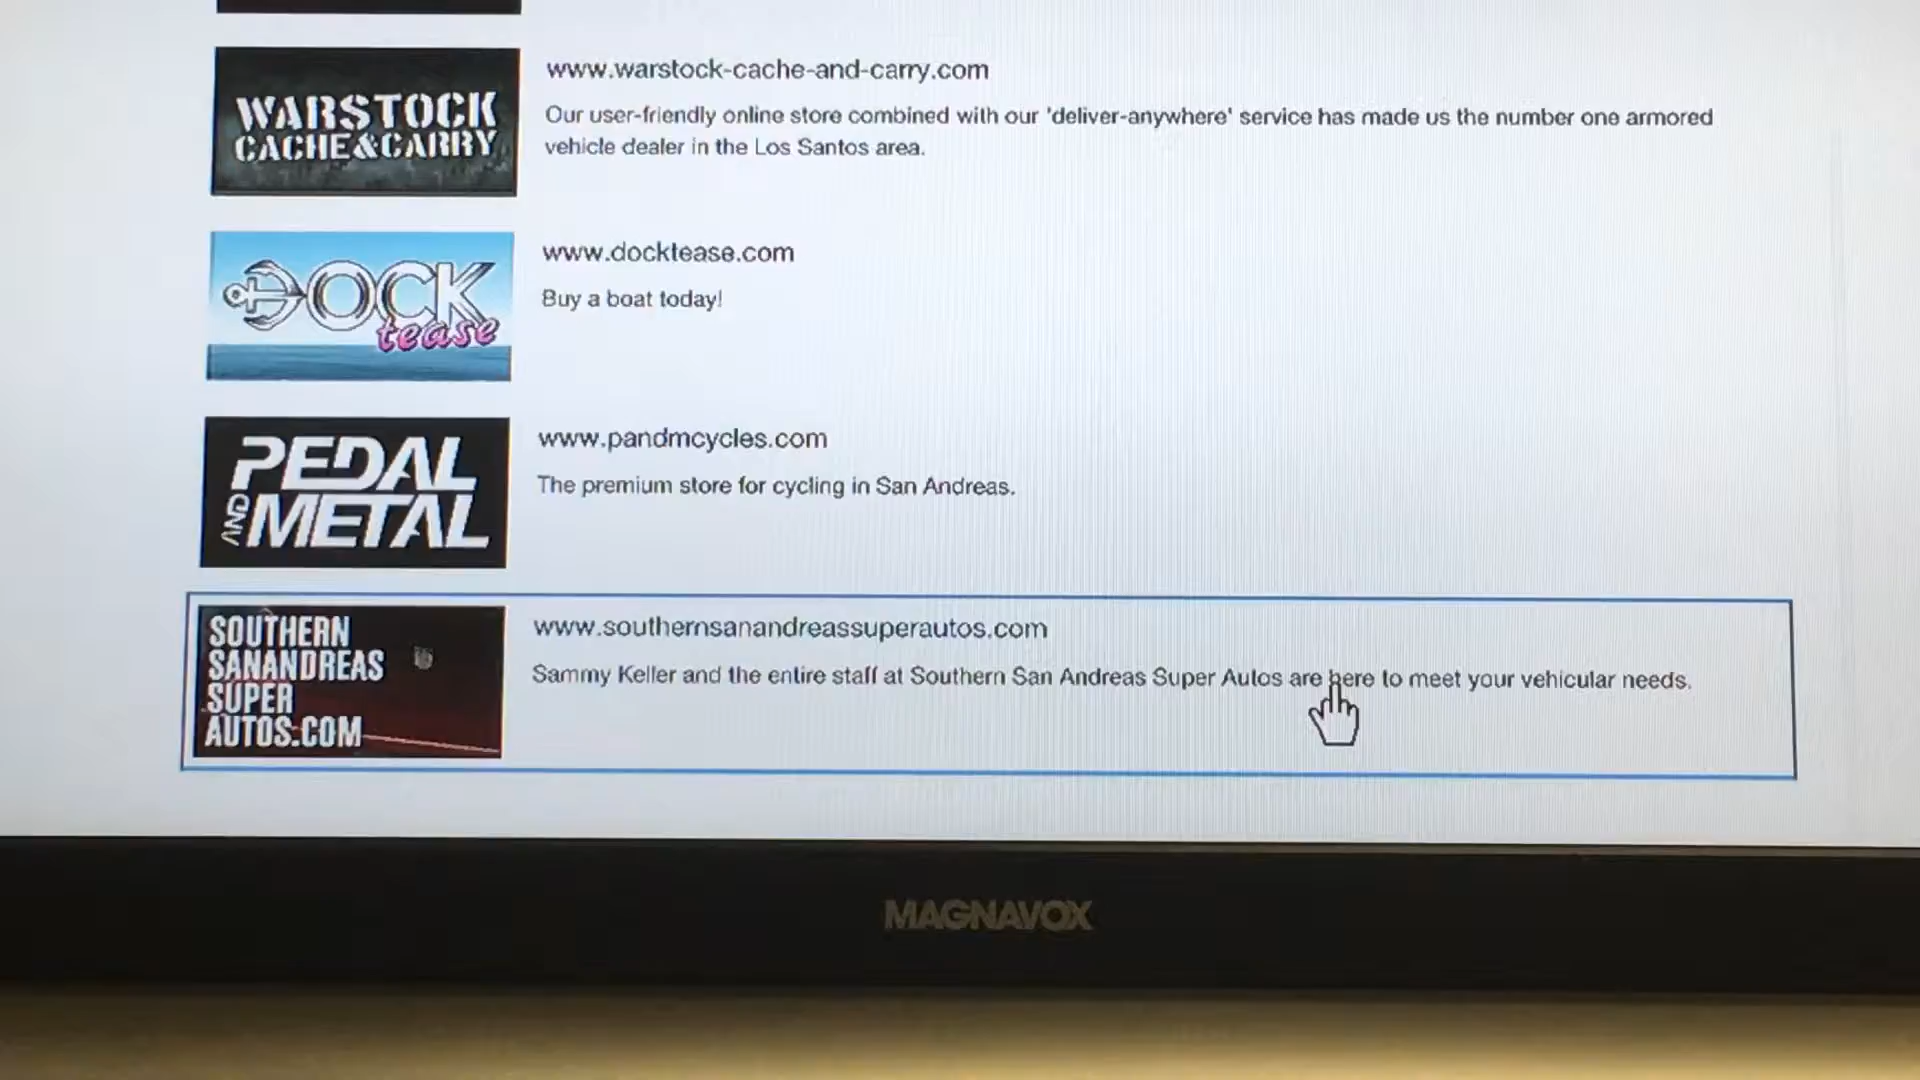 WARSTOCK
CACHE&CARRY
www.warstock-cache-and-carry.com
Our user-friendly online store combined with our 'deliver-anywhere' service has made us the number one armored
vehicle dealer in the Los Santos area.
DOCK
tease
www.docktease.com
Buy a boat today!
PEDAL
AND
METAL
www.pandmcycles.com
The premium store for cycling in San Andreas.
SOUTHERN
SANANDREAS
SUPER
AUTOS.COM
www.southernsanandreassuperautos.com
Sammy Keller and the entire staff at Southern San Andreas Super Autos are here to meet your vehicular needs.
MAGNAVOX